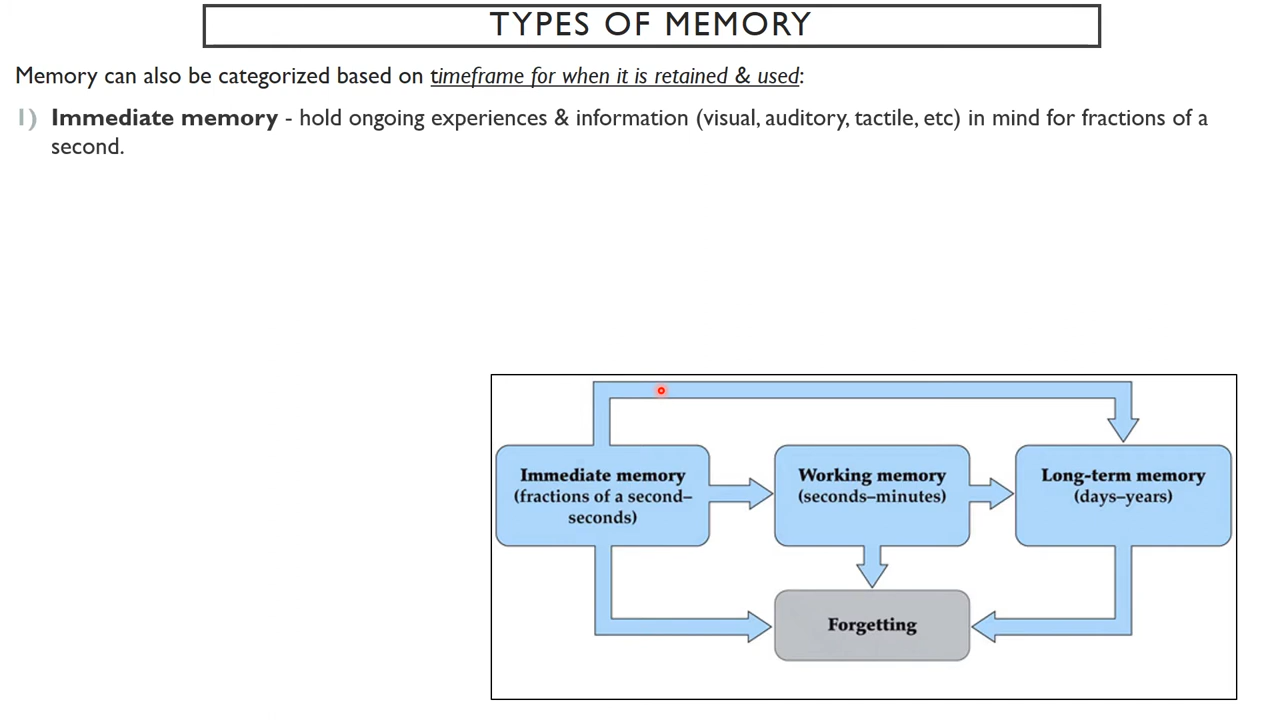 TYPES OF MEMORY
Memory can also be categorized based on timeframe for when it is retained & used:
1) Immediate memory - hold ongoing experiences & information (visual, auditory, tactile, etc) in mind for fractions of a
second.
Immediate memory
(fractions of a second–
seconds)
Working memory
(seconds–minutes)
Long-term memory
(days–years)
Forgetting